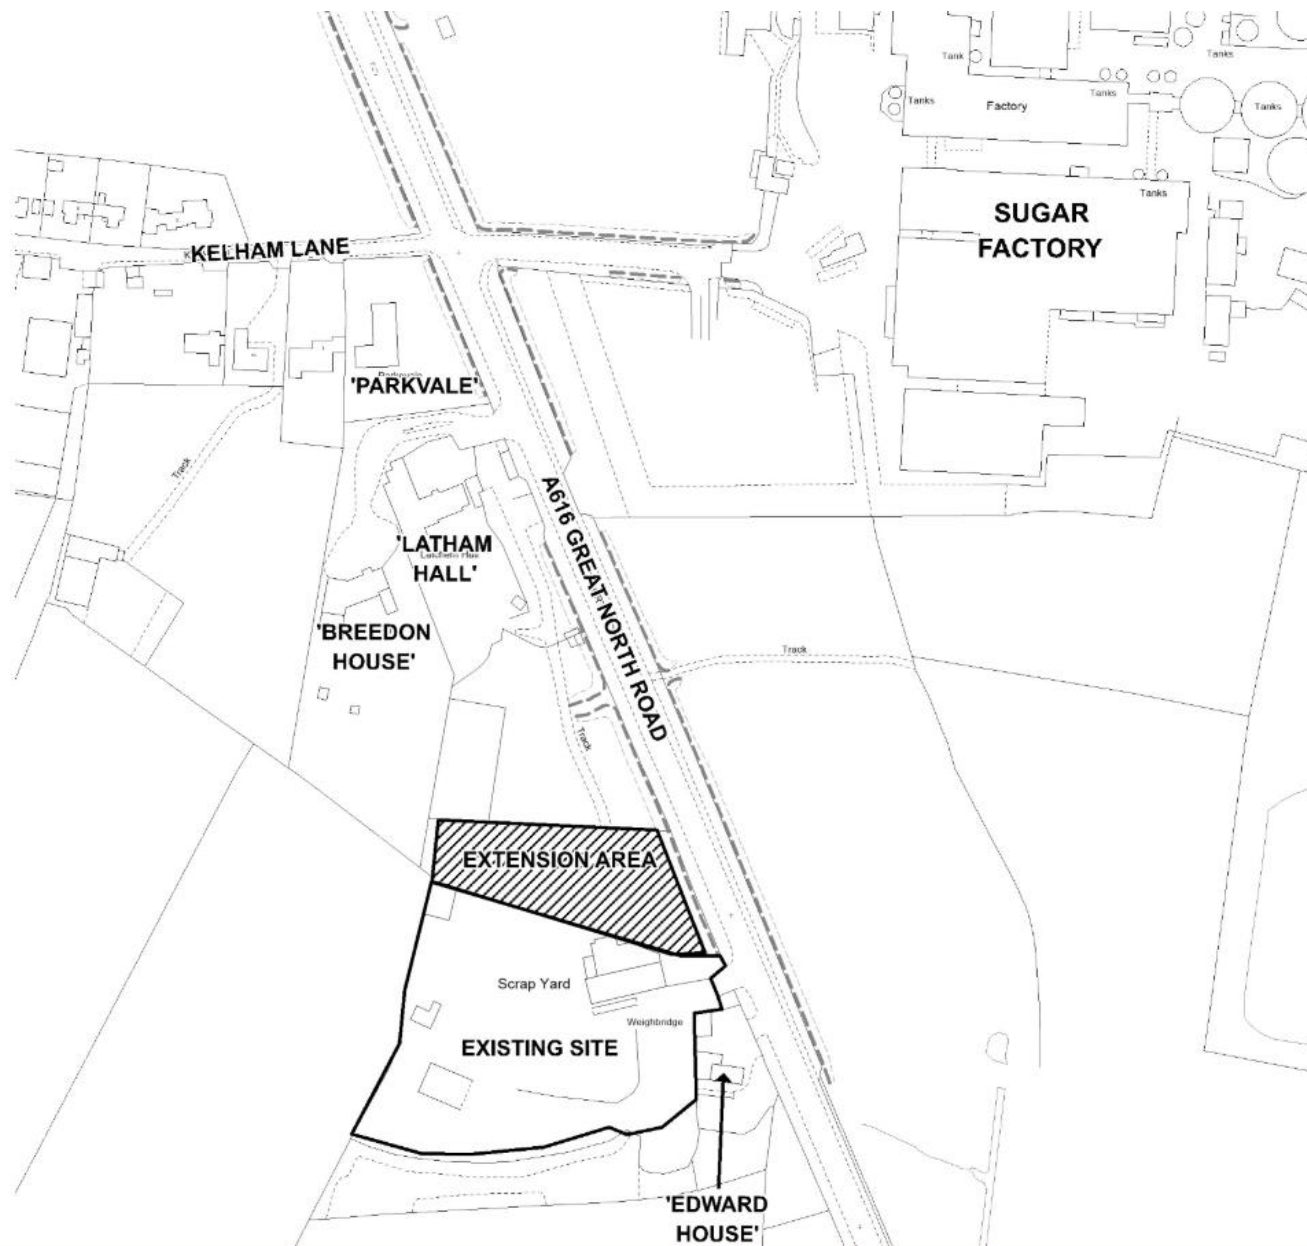 Tank
Tanks
Tanks
Factory
Tanks
Tanks
Tanks
SUGAR
FACTORY
KELHAM LANE
'PARKVALE'
Track
'LATHAM
HALL'
A616 GREAT NORTH ROAD
'BREEDON
HOUSE'
Track
Track
EXTENSION AREA
Scrap Yard
Weighbridge
EXISTING SITE
'EDWARD
HOUSE'